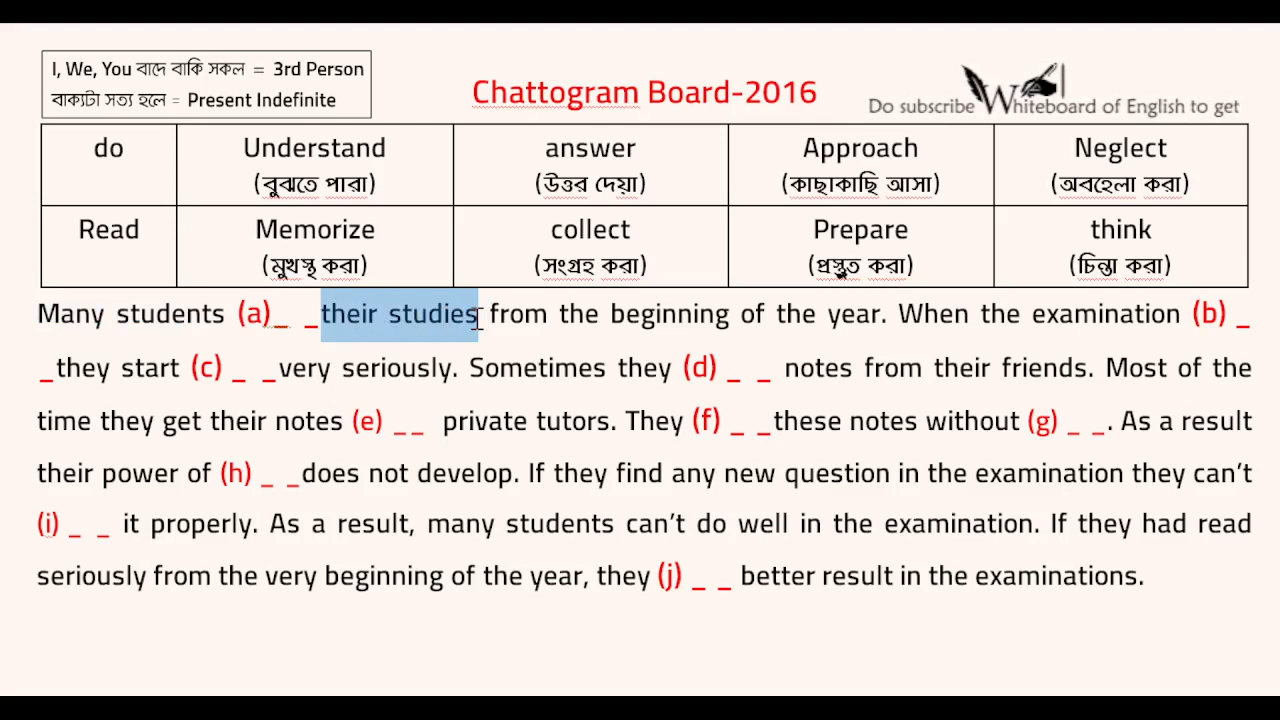 I, We, You বাদে বাকি সকল = 3rd Person
বাক্যটা সত্য হলে = Present Indefinite
Chattogram Board-2016
Do subscribe Whiteboard of English to get
do Understand answer Approach Neglect
(বুঝতে পারা) (উত্তর দেয়া) (কাছাকাছি আসা) (অবহেলা করা)
Read Memorize collect Prepare think
(মুখস্থ করা) (সংগ্রহ করা) (প্রস্তুত করা) (চিন্তা করা)
Many students (a)_ _their studies from the beginning of the year. When the examination (b) _
_they start (c) _ _very seriously. Sometimes they (d) _ _ notes from their friends. Most of the
time they get their notes (e) _ _ private tutors. They (f) _ _these notes without (g) _ _. As a result
their power of (h) _ _does not develop. If they find any new question in the examination they can't
(i) _ _ it properly. As a result, many students can't do well in the examination. If they had read
seriously from the very beginning of the year, they (j) _ _ better result in the examinations.